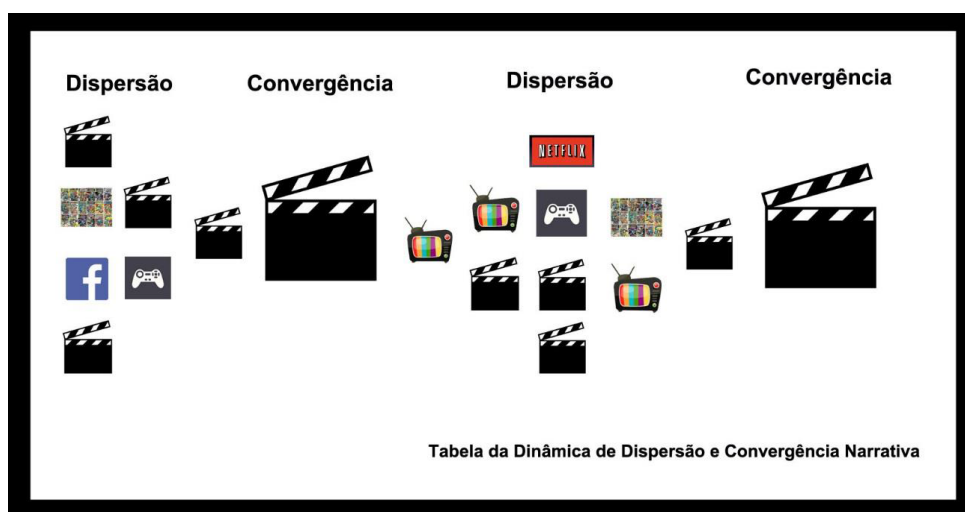 Dispersão
Convergência
Dispersão
Convergência
NETFLIX
f
Tabela da Dinâmica de Dispersão e Convergência Narrativa